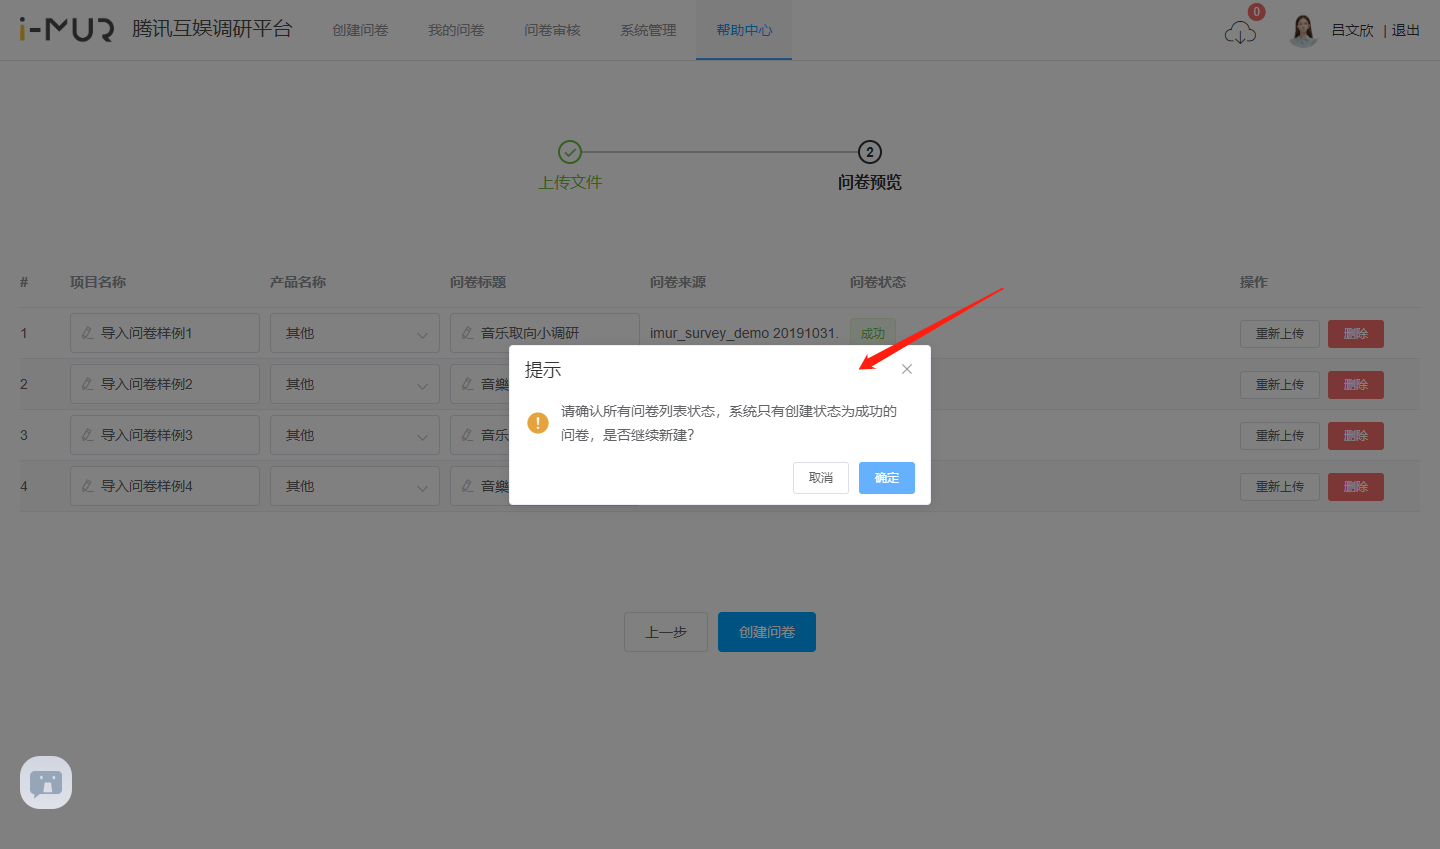 i-MUR 腾讯互娱调研平台 创建问卷 我的问卷 问卷审核 系统管理 帮助中心 0 吕文欣 | 退出
2
上传文件 问卷预览
# 项目名称 产品名称 问卷标题 问卷来源 问卷状态 操作
1 导入问卷样例1 其他 音乐取向小调研 imur_survey_demo 20191031. 成功 重新上传 删除
提示
2 导入问卷样例2 其他 音樂 重新上传 删除
请确认所有问卷列表状态，系统只有创建状态为成功的
问卷，是否继续新建？
3 导入问卷样例3 其他 音乐 重新上传 删除
取消 确定
4 导入问卷样例4 其他 音樂 重新上传 删除
上一步 创建问卷